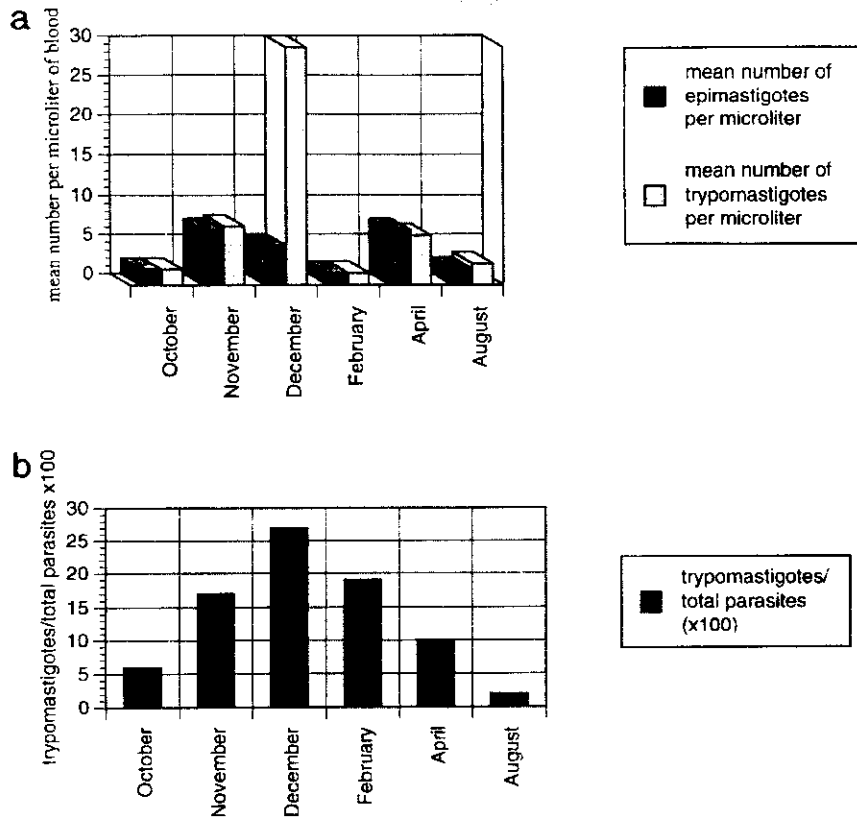 a
mean number per microliter of blood
30
25
20
15
10
5
0
October
November
December
February
April
August
mean number of
epimastigotes
per microliter
mean number of
trypomastigotes
per microliter
b
trypomastigotes/total parasites x100
30
25
20
15
10
5
0
October
November
December
February
April
August
trypomastigotes/
total parasites
(x100)